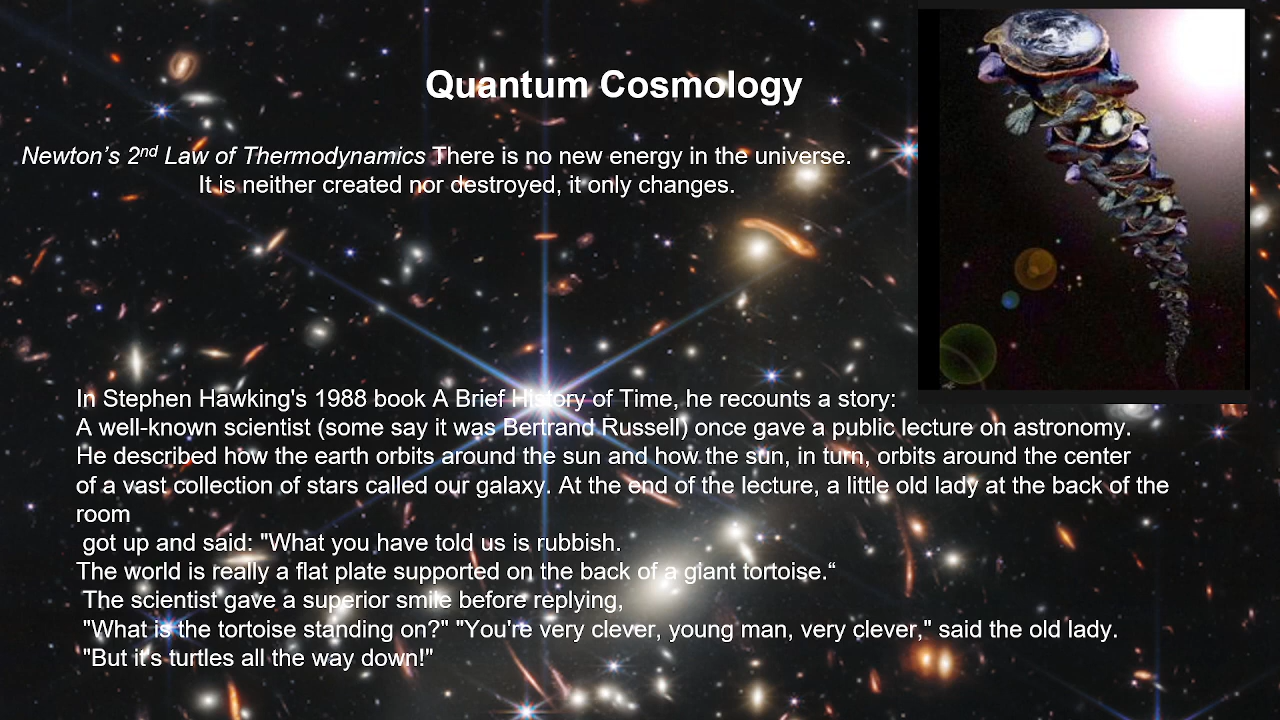 Quantum Cosmology
Newton’s 2nd Law of Thermodynamics There is no new energy in the universe.
It is neither created nor destroyed, it only changes.
In Stephen Hawking's 1988 book A Brief History of Time, he recounts a story:
A well-known scientist (some say it was Bertrand Russell) once gave a public lecture on astronomy.
He described how the earth orbits around the sun and how the sun, in turn, orbits around the center
of a vast collection of stars called our galaxy. At the end of the lecture, a little old lady at the back of the
room
got up and said: "What you have told us is rubbish.
The world is really a flat plate supported on the back of a giant tortoise.“
The scientist gave a superior smile before replying,
"What is the tortoise standing on?" "You're very clever, young man, very clever," said the old lady.
"But it's turtles all the way down!"